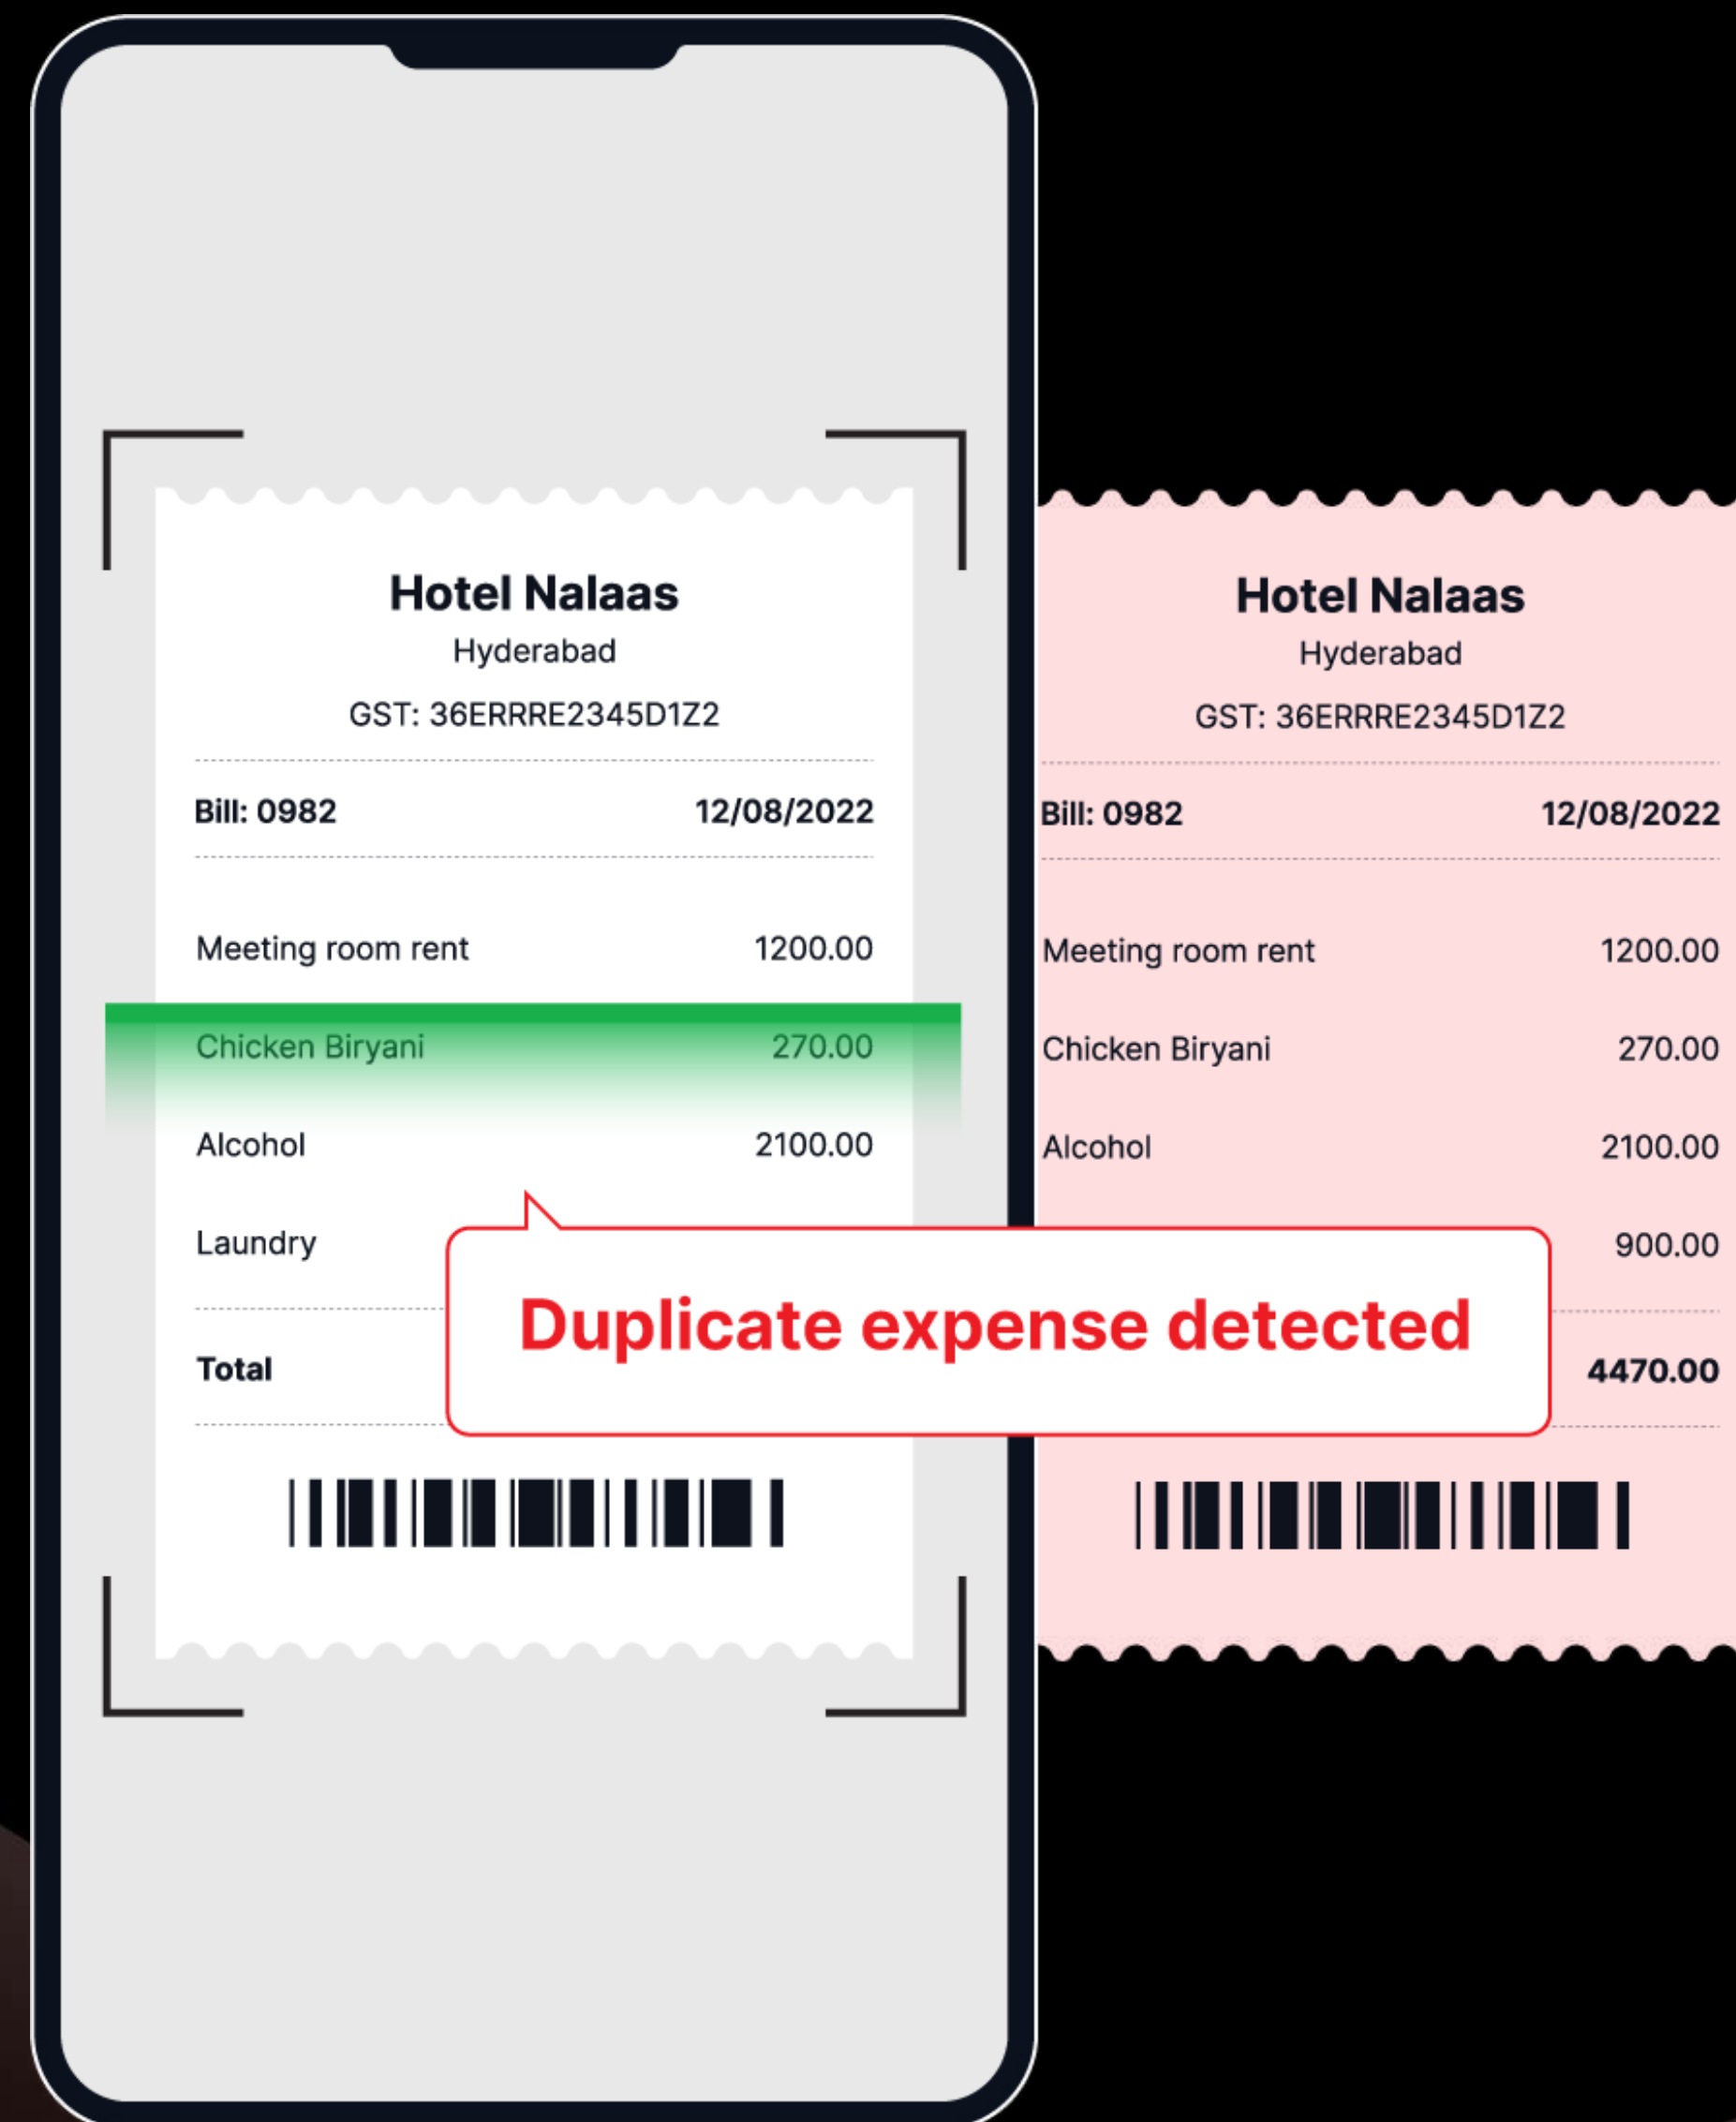 Hotel Nalaas
Hyderabad
GST: 36ERRRE2345D1Z2
Bill: 0982 12/08/2022
Meeting room rent 1200.00
Chicken Biryani 270.00
Alcohol 2100.00
Laundry
Total
Duplicate expense detected
Hotel Nalaas
Hyderabad
GST: 36ERRRE2345D1Z2
Bill: 0982 12/08/2022
Meeting room rent 1200.00
Chicken Biryani 270.00
Alcohol 2100.00
900.00
4470.00